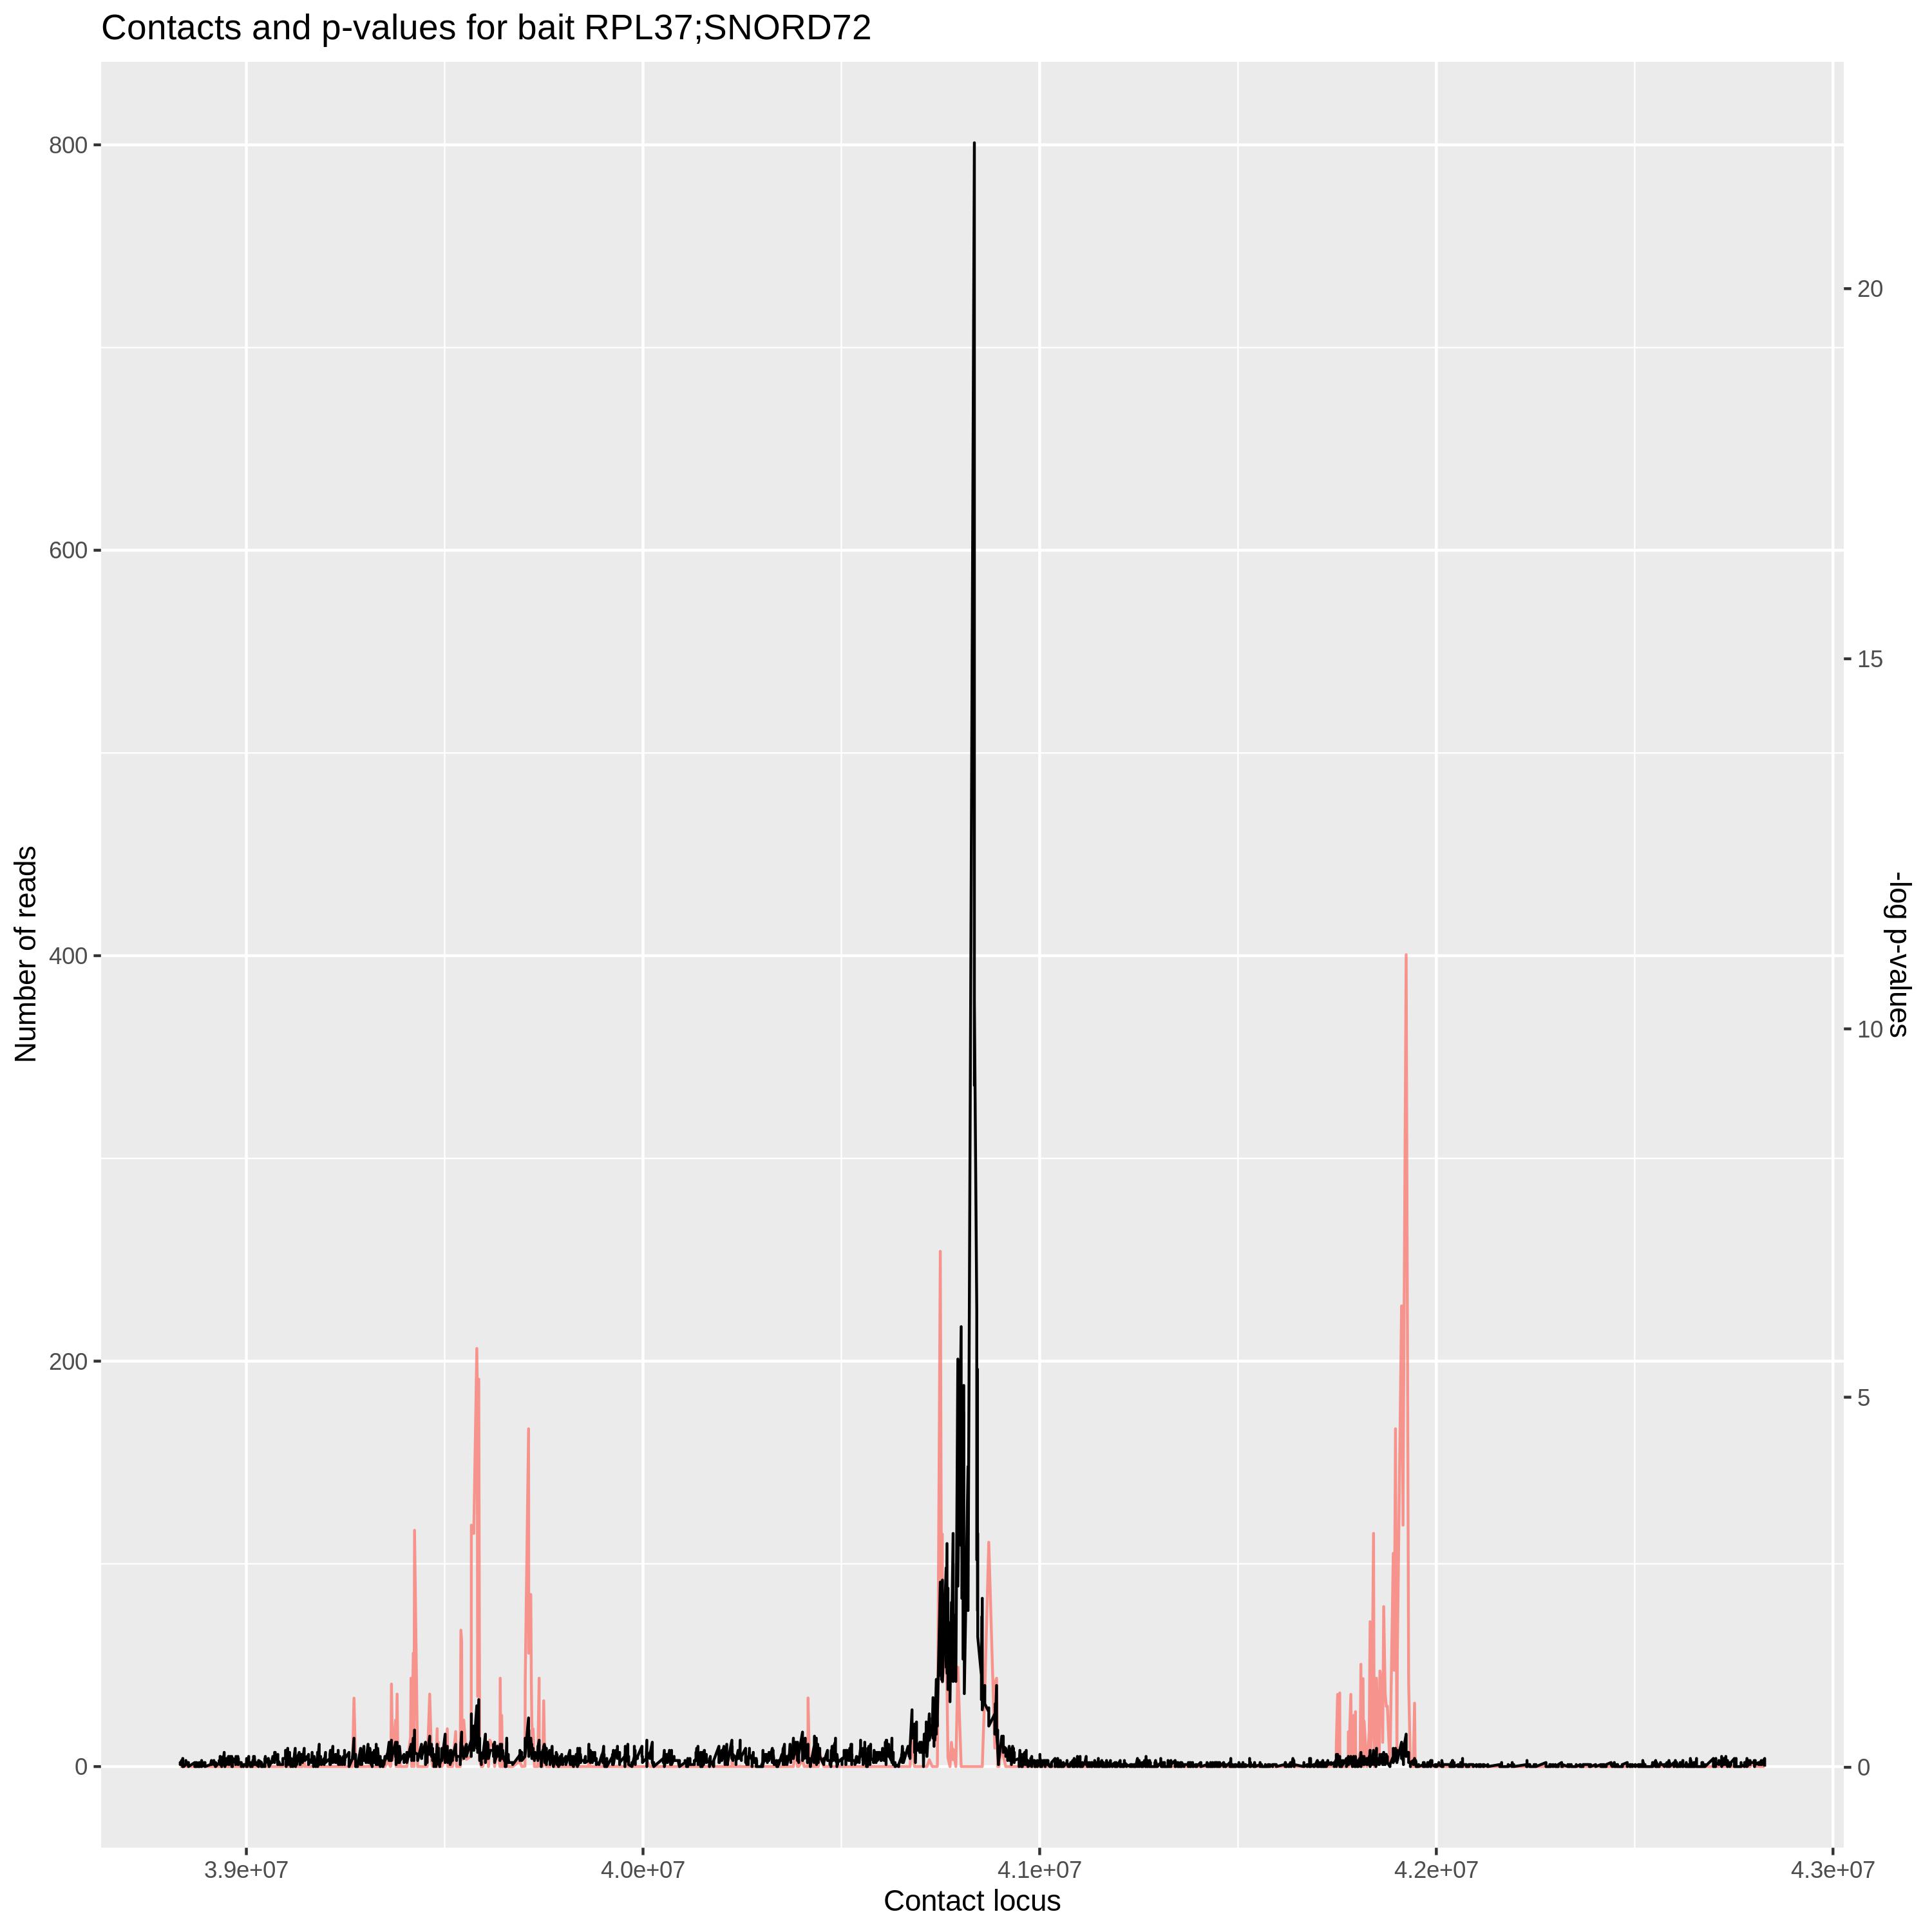 Contacts and p-values for bait RPL37;SNORD72
800
600
400
200
0
Number of reads
20
15
10
5
0
-log p-values
3.9e+07
4.0e+07
4.1e+07
4.2e+07
4.3e+07
Contact locus